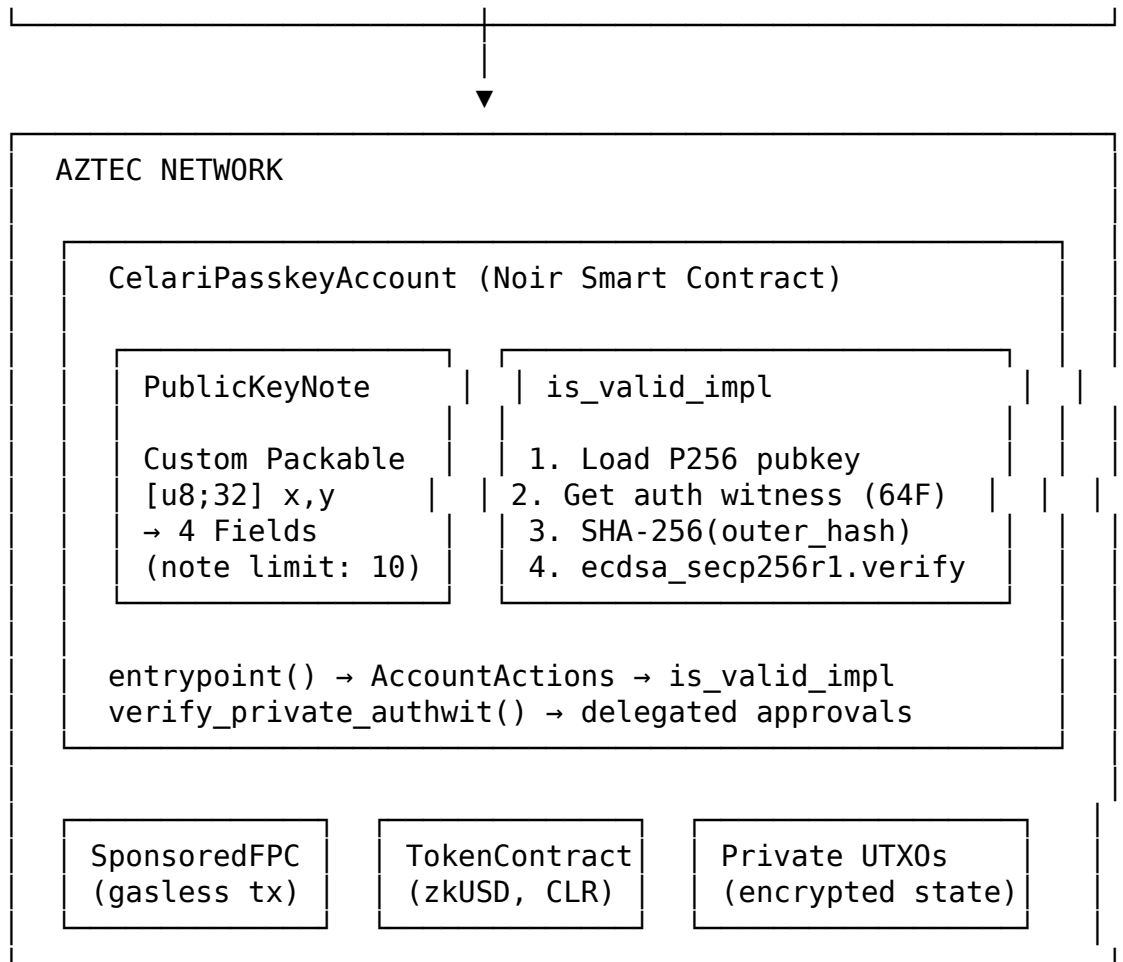 AZTEC NETWORK
CelariPasskeyAccount (Noir Smart Contract)
PublicKeyNote is_valid_impl
Custom Packable 1. Load P256 pubkey
[u8;32] x,y 2. Get auth witness (64F)
→ 4 Fields 3. SHA-256(outer_hash)
(note limit: 10) 4. ecdsa_secp256r1.verify
entrypoint() → AccountActions → is_valid_impl
verify_private_authwit() → delegated approvals
SponsoredFPC TokenContract Private UTXOs
(gasless tx) (zkUSD, CLR) (encrypted state)